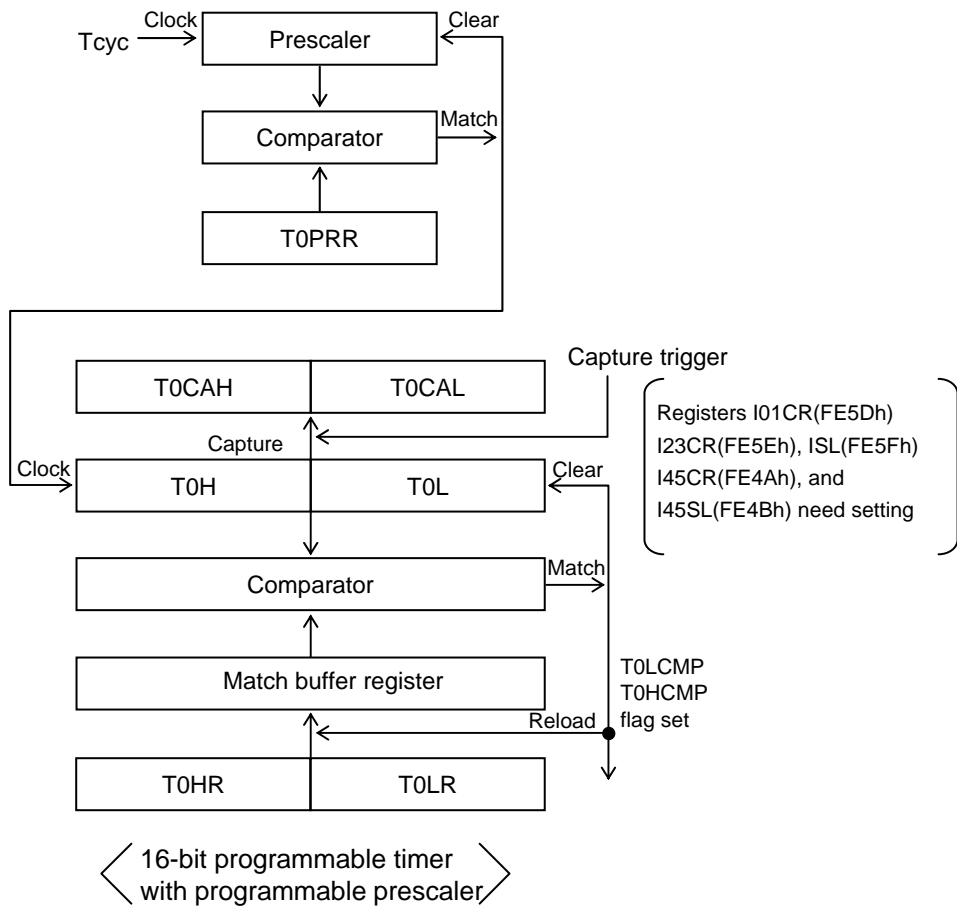 Clock
Clear
Tcyc
Prescaler
Match
Comparator
T0PRR
Capture trigger
T0CAH
T0CAL
Registers I01CR(FE5Dh)
I23CR(FE5Eh), ISL(FE5Fh)
I45CR(FE4Ah), and
I45SL(FE4Bh) need setting
Capture
Clock
T0H
T0L
Clear
Comparator
Match
Match buffer register
T0LCMP
T0HCMP
flag set
Reload
T0HR
T0LR
16-bit programmable timer
with programmable prescaler